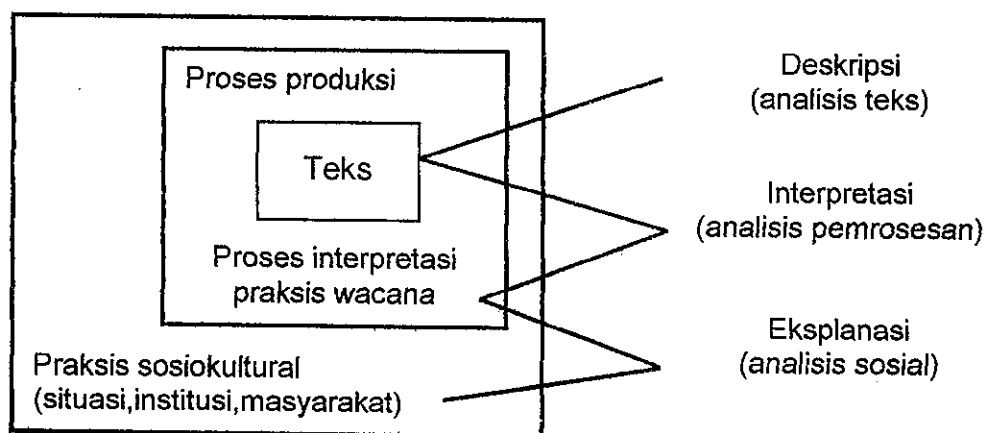 Proses produksi
Teks
Proses interpretasi
praksis wacana
Praksis sosiokultural
(situasi,institusi,masyarakat)
Deskripsi
(analisis teks)
Interpretasi
(analisis pemrosesan)
Eksplanasi
(analisis sosial)